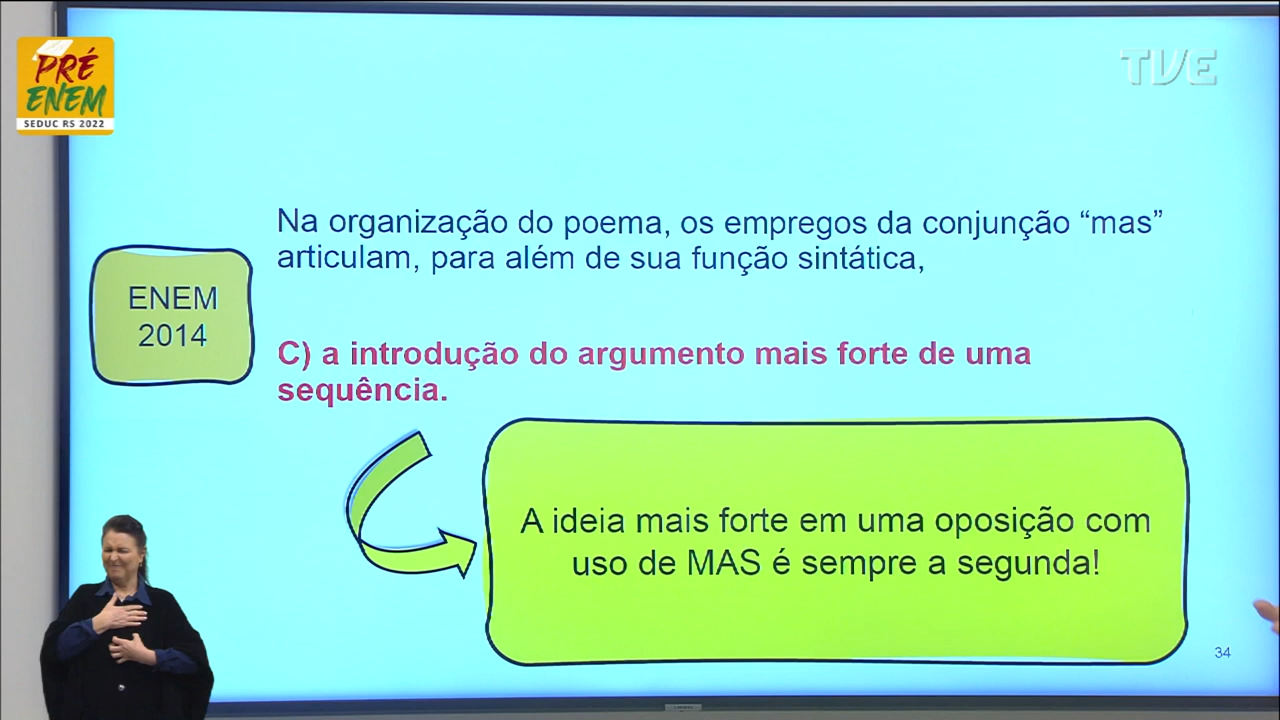 PRÉ
ENEM
SEDUC RS 2022
TVE
Na organização do poema, os empregos da conjunção “mas”
articulam, para além de sua função sintática,
ENEM
2014
C) a introdução do argumento mais forte de uma
sequência.
A ideia mais forte em uma oposição com
uso de MAS é sempre a segunda!
34